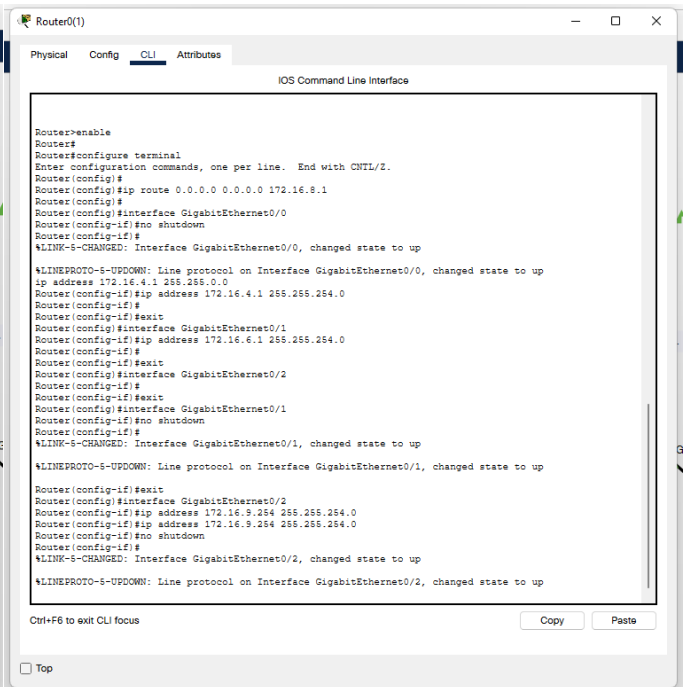 Router0(1)
Physical Config CLI Attributes
IOS Command Line Interface
Router>enable
Router#
Router#configure terminal
Enter configuration commands, one per line.  End with CNTL/Z.
Router(config)#
Router(config)#ip route 0.0.0.0 0.0.0.0 172.16.8.1
Router(config)#
Router(config)#interface GigabitEthernet0/0
Router(config-if)#no shutdown
Router(config-if)#
%LINK-5-CHANGED: Interface GigabitEthernet0/0, changed state to up
%LINEPROTO-5-UPDOWN: Line protocol on Interface GigabitEthernet0/0, changed state to up
ip address 172.16.4.1 255.255.0.0
Router(config-if)#ip address 172.16.4.1 255.255.254.0
Router(config-if)#
Router(config-if)#exit
Router(config)#interface GigabitEthernet0/1
Router(config-if)#ip address 172.16.6.1 255.255.254.0
Router(config-if)#
Router(config-if)#exit
Router(config)#interface GigabitEthernet0/2
Router(config-if)#
Router(config-if)#exit
Router(config)#interface GigabitEthernet0/1
Router(config-if)#no shutdown
Router(config-if)#
%LINK-5-CHANGED: Interface GigabitEthernet0/1, changed state to up
%LINEPROTO-5-UPDOWN: Line protocol on Interface GigabitEthernet0/1, changed state to up
Router(config-if)#exit
Router(config)#interface GigabitEthernet0/2
Router(config-if)#ip address 172.16.9.254 255.255.254.0
Router(config-if)#ip address 172.16.9.254 255.255.254.0
Router(config-if)#no shutdown
Router(config-if)#
%LINK-5-CHANGED: Interface GigabitEthernet0/2, changed state to up
%LINEPROTO-5-UPDOWN: Line protocol on Interface GigabitEthernet0/2, changed state to up
Ctrl+F6 to exit CLI focus
Copy Paste
Top